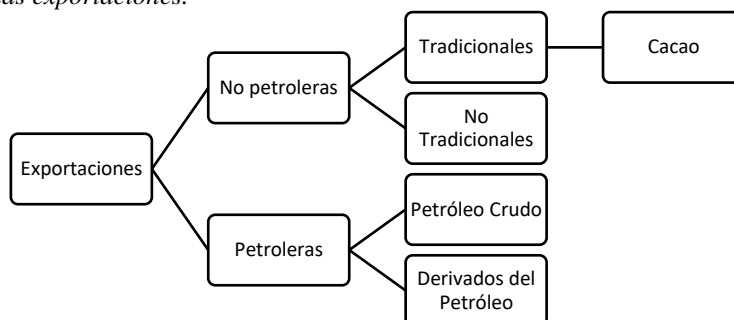 las exportaciones.
Tradicionales
Cacao
No petroleras
No
Tradicionales
Exportaciones
Petróleo Crudo
Petroleras
Derivados del
Petróleo